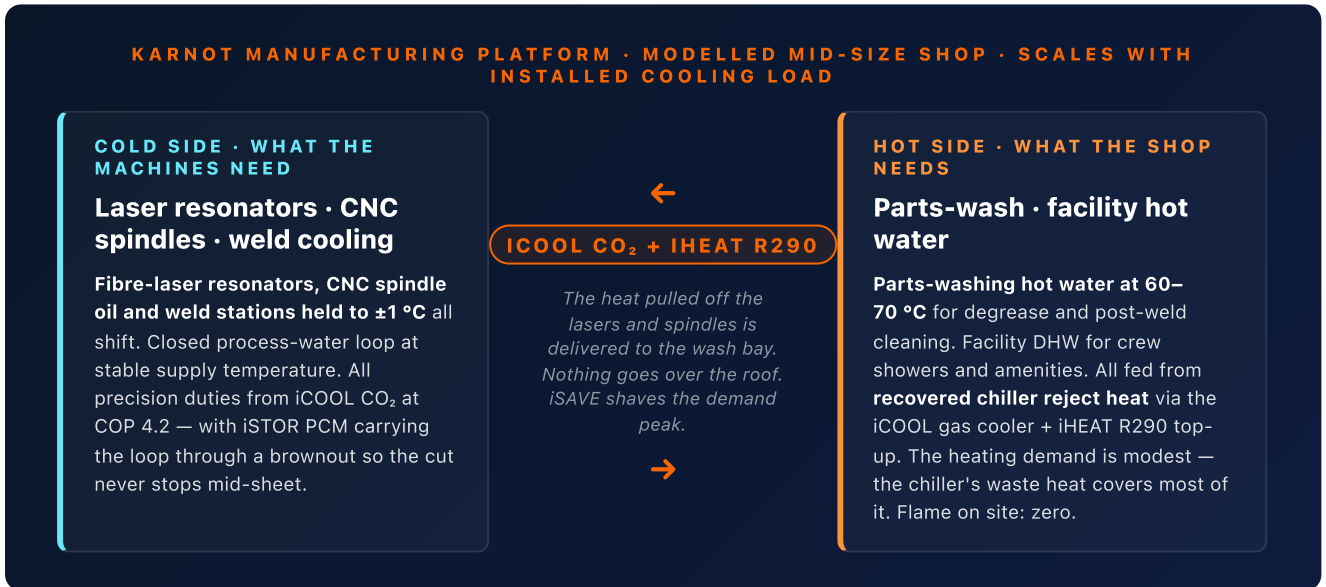 KARNOT MANUFACTURING PLATFORM · MODELLED MID-SIZE SHOP · SCALES WITH
INSTALLED COOLING LOAD
COLD SIDE · WHAT THE
MACHINES NEED
Laser resonators · CNC
spindles · weld cooling
Fibre-laser resonators, CNC spindle
oil and weld stations held to ±1 °C all
shift. Closed process-water loop at
stable supply temperature. All
precision duties from iCOOL CO₂ at
COP 4.2 — with iSTOR PCM carrying
the loop through a brownout so the cut
never stops mid-sheet.
←
ICOOL CO₂ + IHEAT R290
The heat pulled off the
lasers and spindles is
delivered to the wash bay.
Nothing goes over the roof.
iSAVE shaves the demand
peak.
→
HOT SIDE · WHAT THE SHOP
NEEDS
Parts-wash · facility hot
water
Parts-washing hot water at 60–
70 °C for degrease and post-weld
cleaning. Facility DHW for crew
showers and amenities. All fed from
recovered chiller reject heat via the
iCOOL gas cooler + iHEAT R290 top-
up. The heating demand is modest —
the chiller's waste heat covers most of
it. Flame on site: zero.